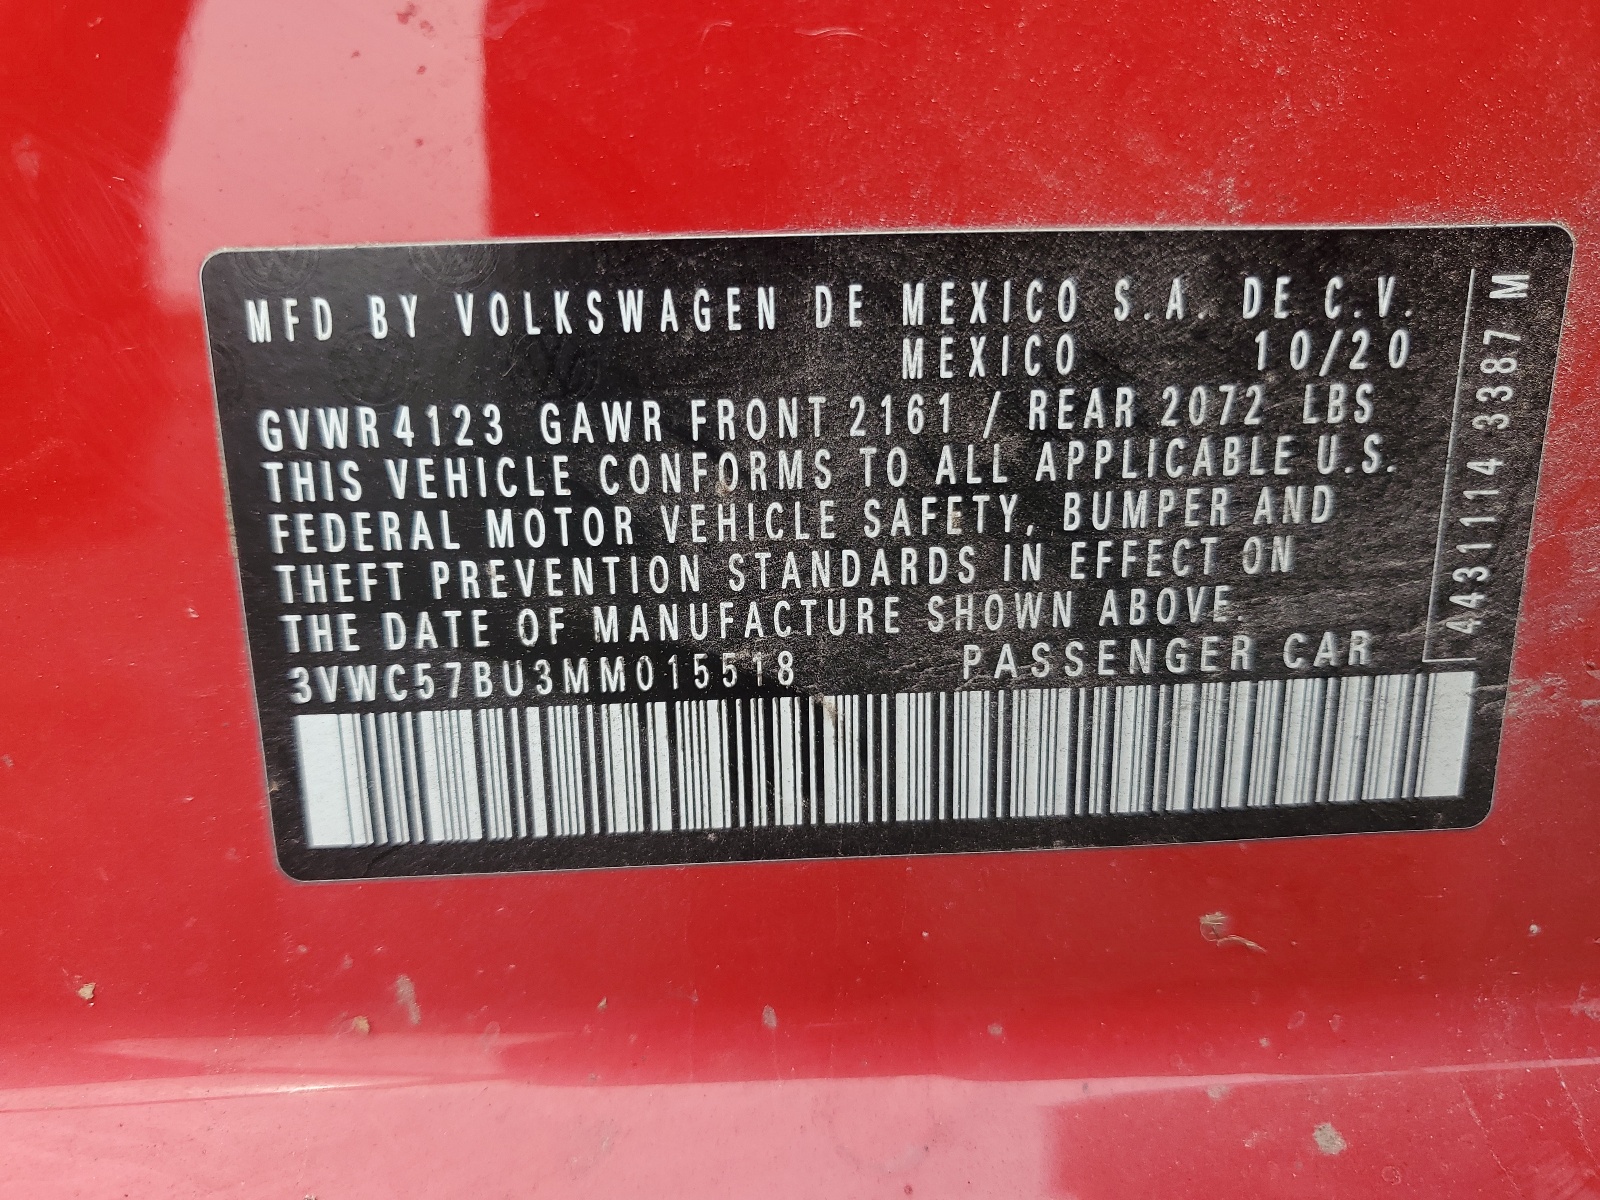 MFD BY VOLKSWAGEN DE MEXICO S.A. DE C.V.
MEXICO 10/20
GVWR 4123 GAWR FRONT 2161 / REAR 2072 LBS
THIS VEHICLE CONFORMS TO ALL APPLICABLE U.S.
FEDERAL MOTOR VEHICLE SAFETY, BUMPER AND
THEFT PREVENTION STANDARDS IN EFFECT ON
THE DATE OF MANUFACTURE SHOWN ABOVE.
3VWC57BU3MM015518 PASSENGER CAR
4431114 3387 M